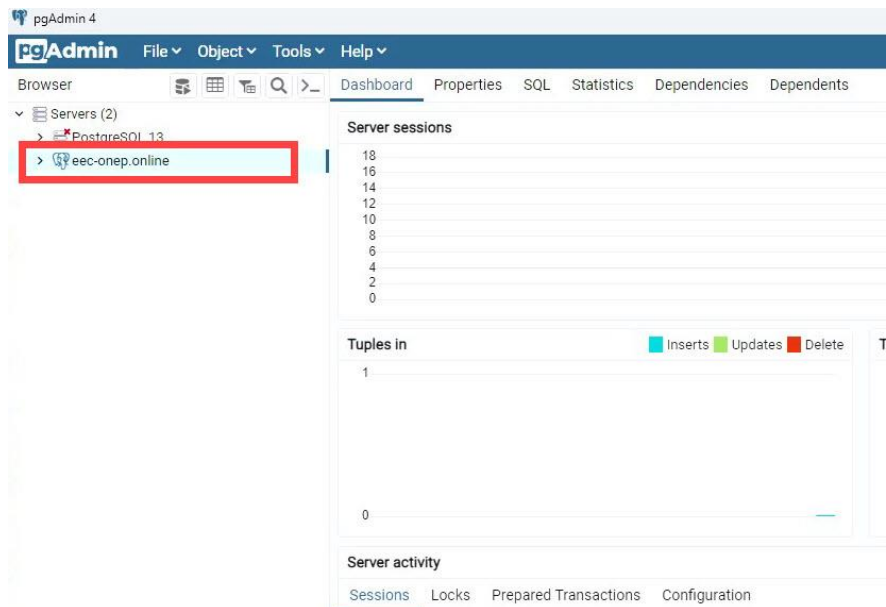 pgAdmin 4
pgAdmin File Object Tools Help
Browser Dashboard Properties SQL Statistics Dependencies Dependents
Servers (2)
PostgreSQL 13
eec-onep.online
Server sessions
18
16
14
12
10
8
6
4
2
0
Tuples in Inserts Updates Delete T
1
0
Server activity
Sessions Locks Prepared Transactions Configuration